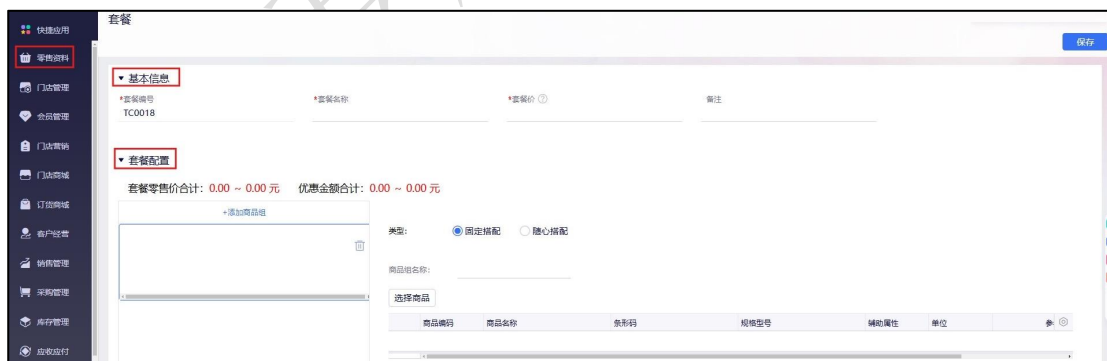 套餐
保存
快捷应用
零售资料
门店管理
会员管理
门店营销
门店商城
订货商城
客户经营
销售管理
采购管理
库存管理
应收应付
基本信息
*套餐编号 *套餐名称 *套餐价 备注
TC0018
套餐配置
套餐零售价合计: 0.00 ~ 0.00 元 优惠金额合计: 0.00 ~ 0.00 元
+添加商品组
类型: 固定搭配 随心搭配
商品组名称:
选择商品
商品编码 商品名称 条形码 规格型号 辅助属性 单位 参